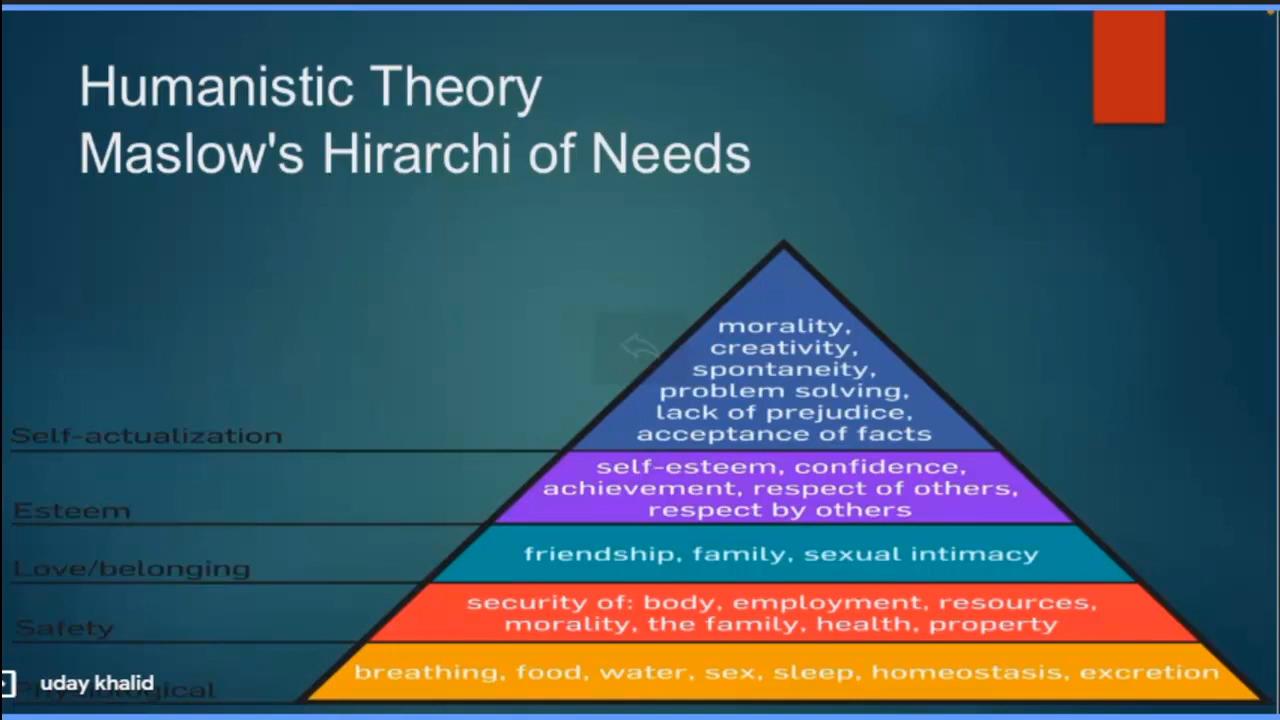 Humanistic Theory
Maslow's Hirarchi of Needs
morality,
creativity,
spontaneity,
problem solving,
lack of prejudice,
acceptance of facts
Self-actualization
self-esteem, confidence,
achievement, respect of others,
respect by others
Esteem
friendship, family, sexual intimacy
Love/belonging
security of: body, employment, resources,
morality, the family, health, property
Safety
breathing, food, water, sex, sleep, homeostasis, excretion
Physiological
uday khalid